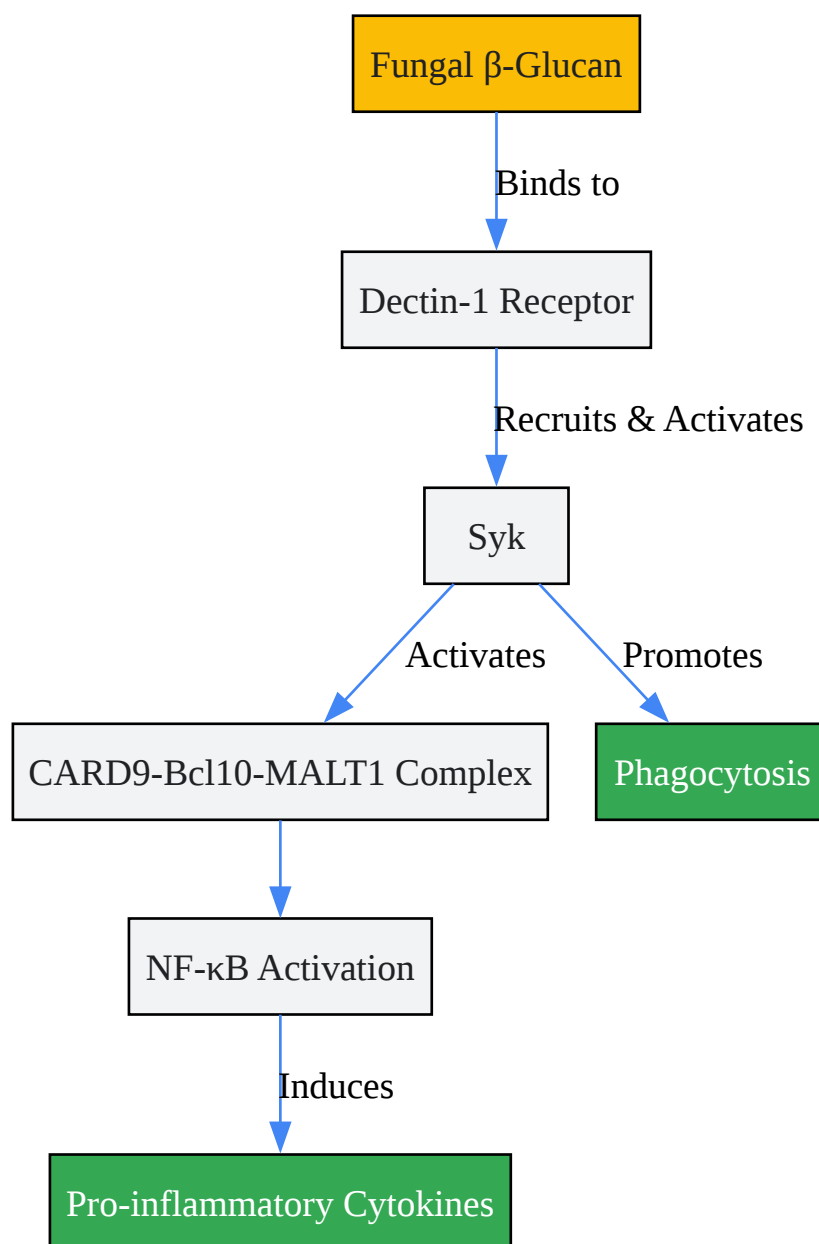 Fungal β-Glucan
Binds to
Dectin-1 Receptor
Recruits & Activates
Syk
Activates
Promotes
CARD9-Bcl10-MALT1 Complex
Phagocytosis
NF-κB Activation
Induces
Pro-inflammatory Cytokines